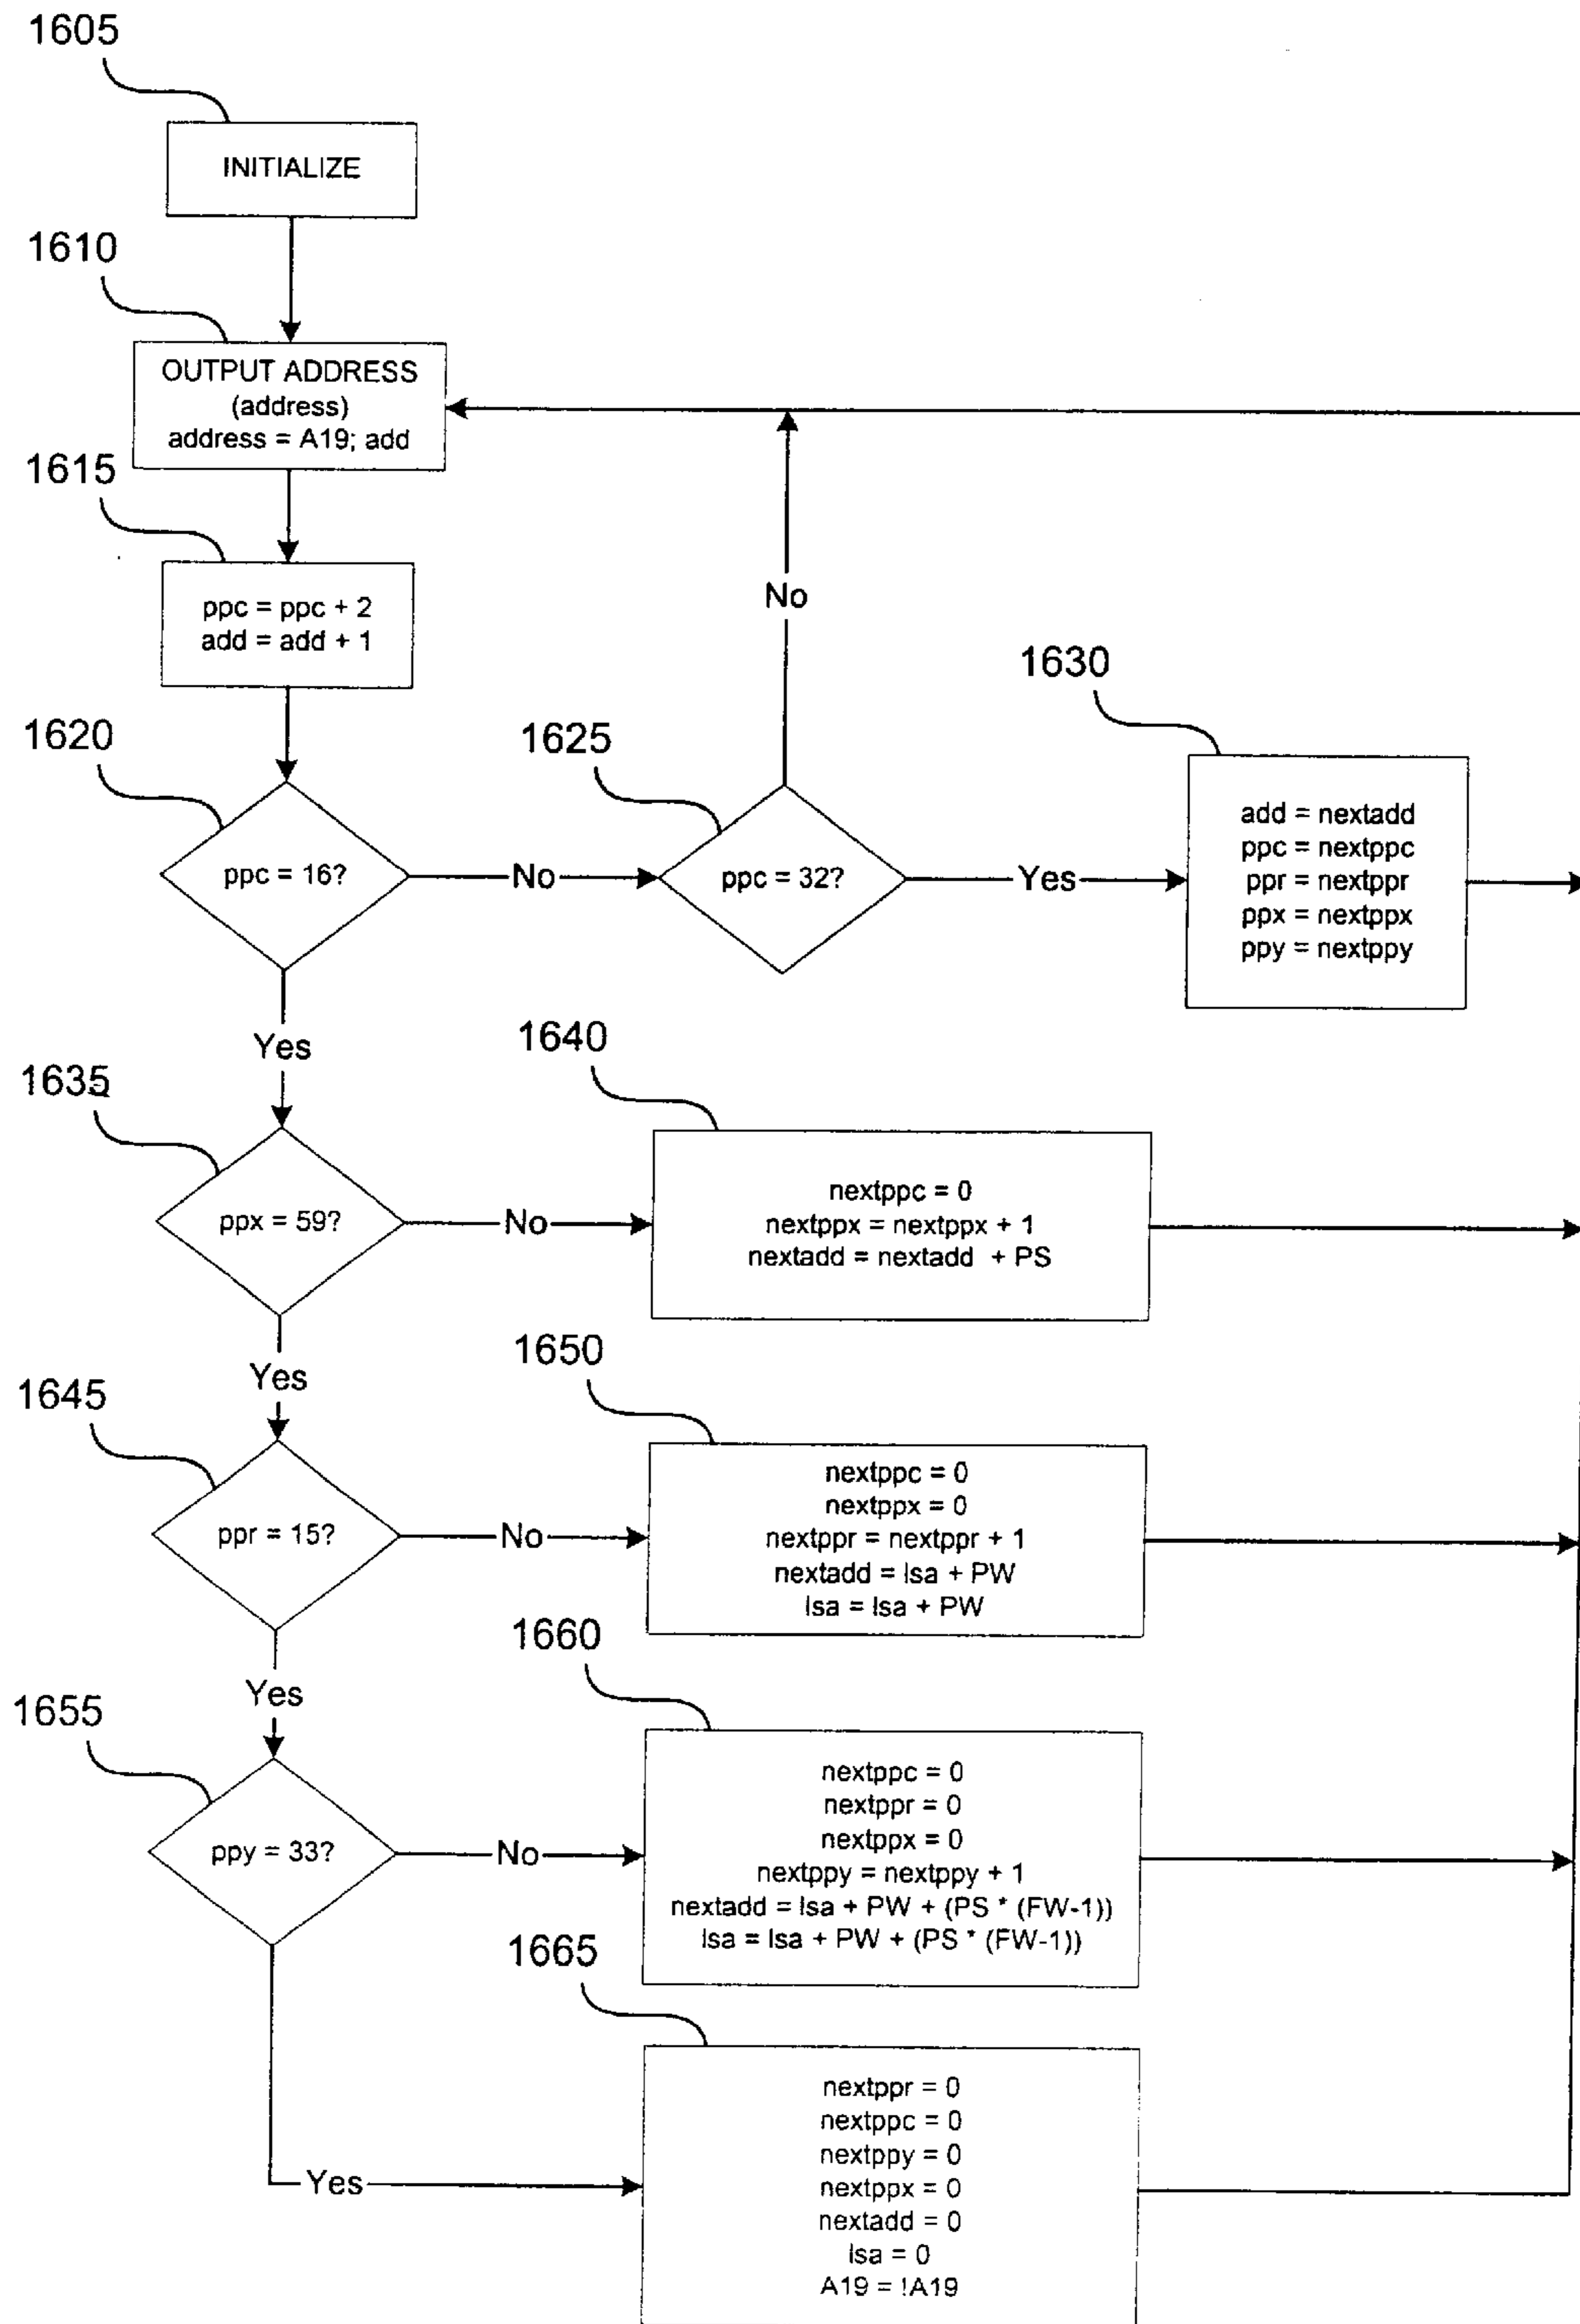 1605
INITIALIZE
1610
OUTPUT ADDRESS
(address)
address = A19; add
1615
ppc = ppc + 2
add = add + 1
No
1620
ppc = 16?
No
1625
ppc = 32?
Yes
1630
add = nextadd
ppc = nextppc
ppr = nextppr
ppx = nextppx
ppy = nextppy
Yes
1635
ppx = 59?
No
1640
nextppc = 0
nextppx = nextppx + 1
nextadd = nextadd + PS
Yes
1645
ppr = 15?
No
1650
nextppc = 0
nextppx = 0
nextppr = nextppr + 1
nextadd = lsa + PW
lsa = lsa + PW
Yes
1655
ppy = 33?
No
1660
nextppc = 0
nextppr = 0
nextppx = 0
nextppy = nextppy + 1
nextadd = lsa + PW + (PS * (FW-1))
lsa = lsa + PW + (PS * (FW-1))
Yes
1665
nextppr = 0
nextppc = 0
nextppy = 0
nextppx = 0
nextadd = 0
lsa = 0
A19 = !A19